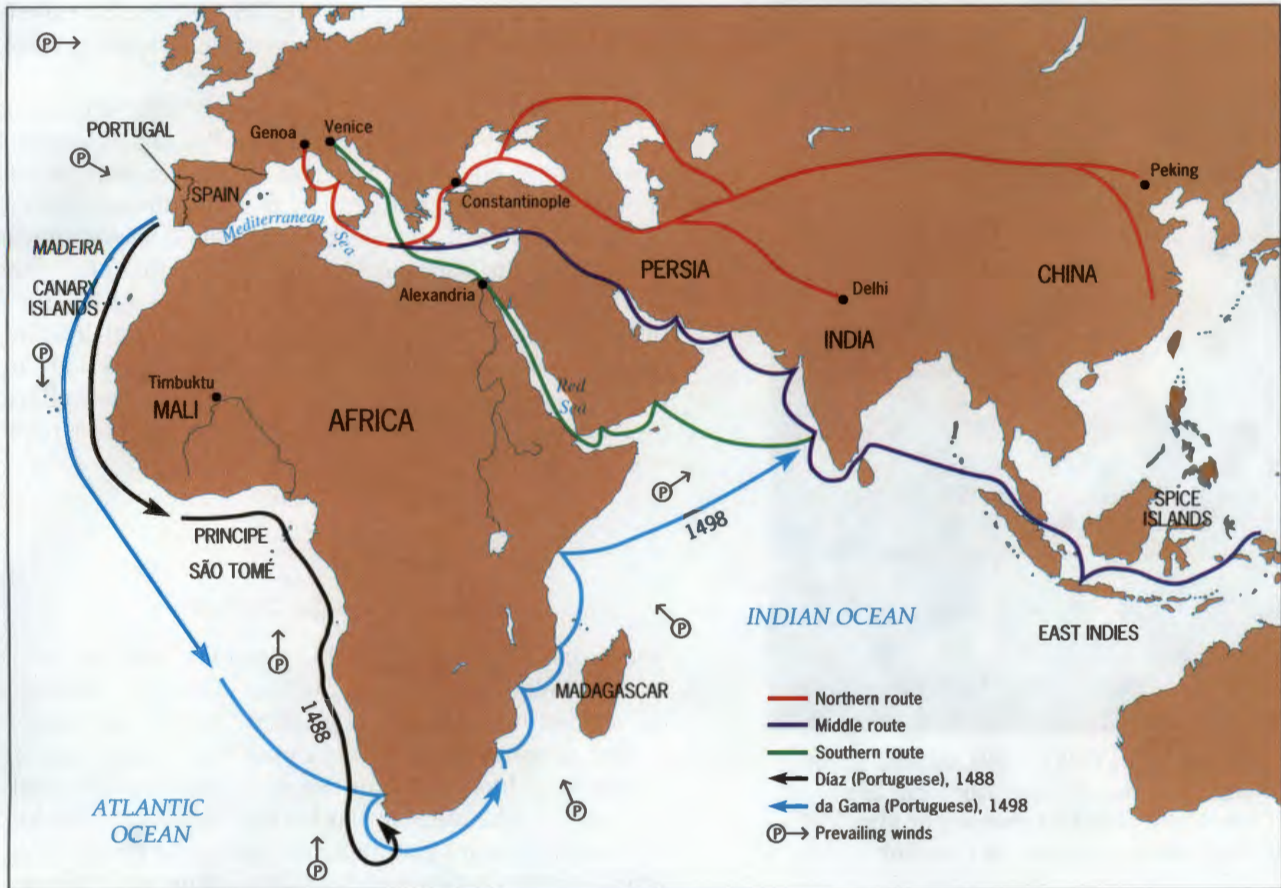 P
PORTUGAL
P
SPAIN
Genoa
Venice
Constantinople
Mediterranean
Sea
Peking
MADEIRA
CANARY
ISLANDS
Alexandria
PERSIA
Delhi
INDIA
CHINA
P
Timbuktu
MALI
AFRICA
Red
Sea
P
1498
SPICE
ISLANDS
PRINCIPE
SÃO TOMÉ
P
P
INDIAN OCEAN
EAST INDIES
MADAGASCAR
1488
P
P
ATLANTIC
OCEAN
Northern route
Middle route
Southern route
Díaz (Portuguese), 1488
da Gama (Portuguese), 1498
P Prevailing winds